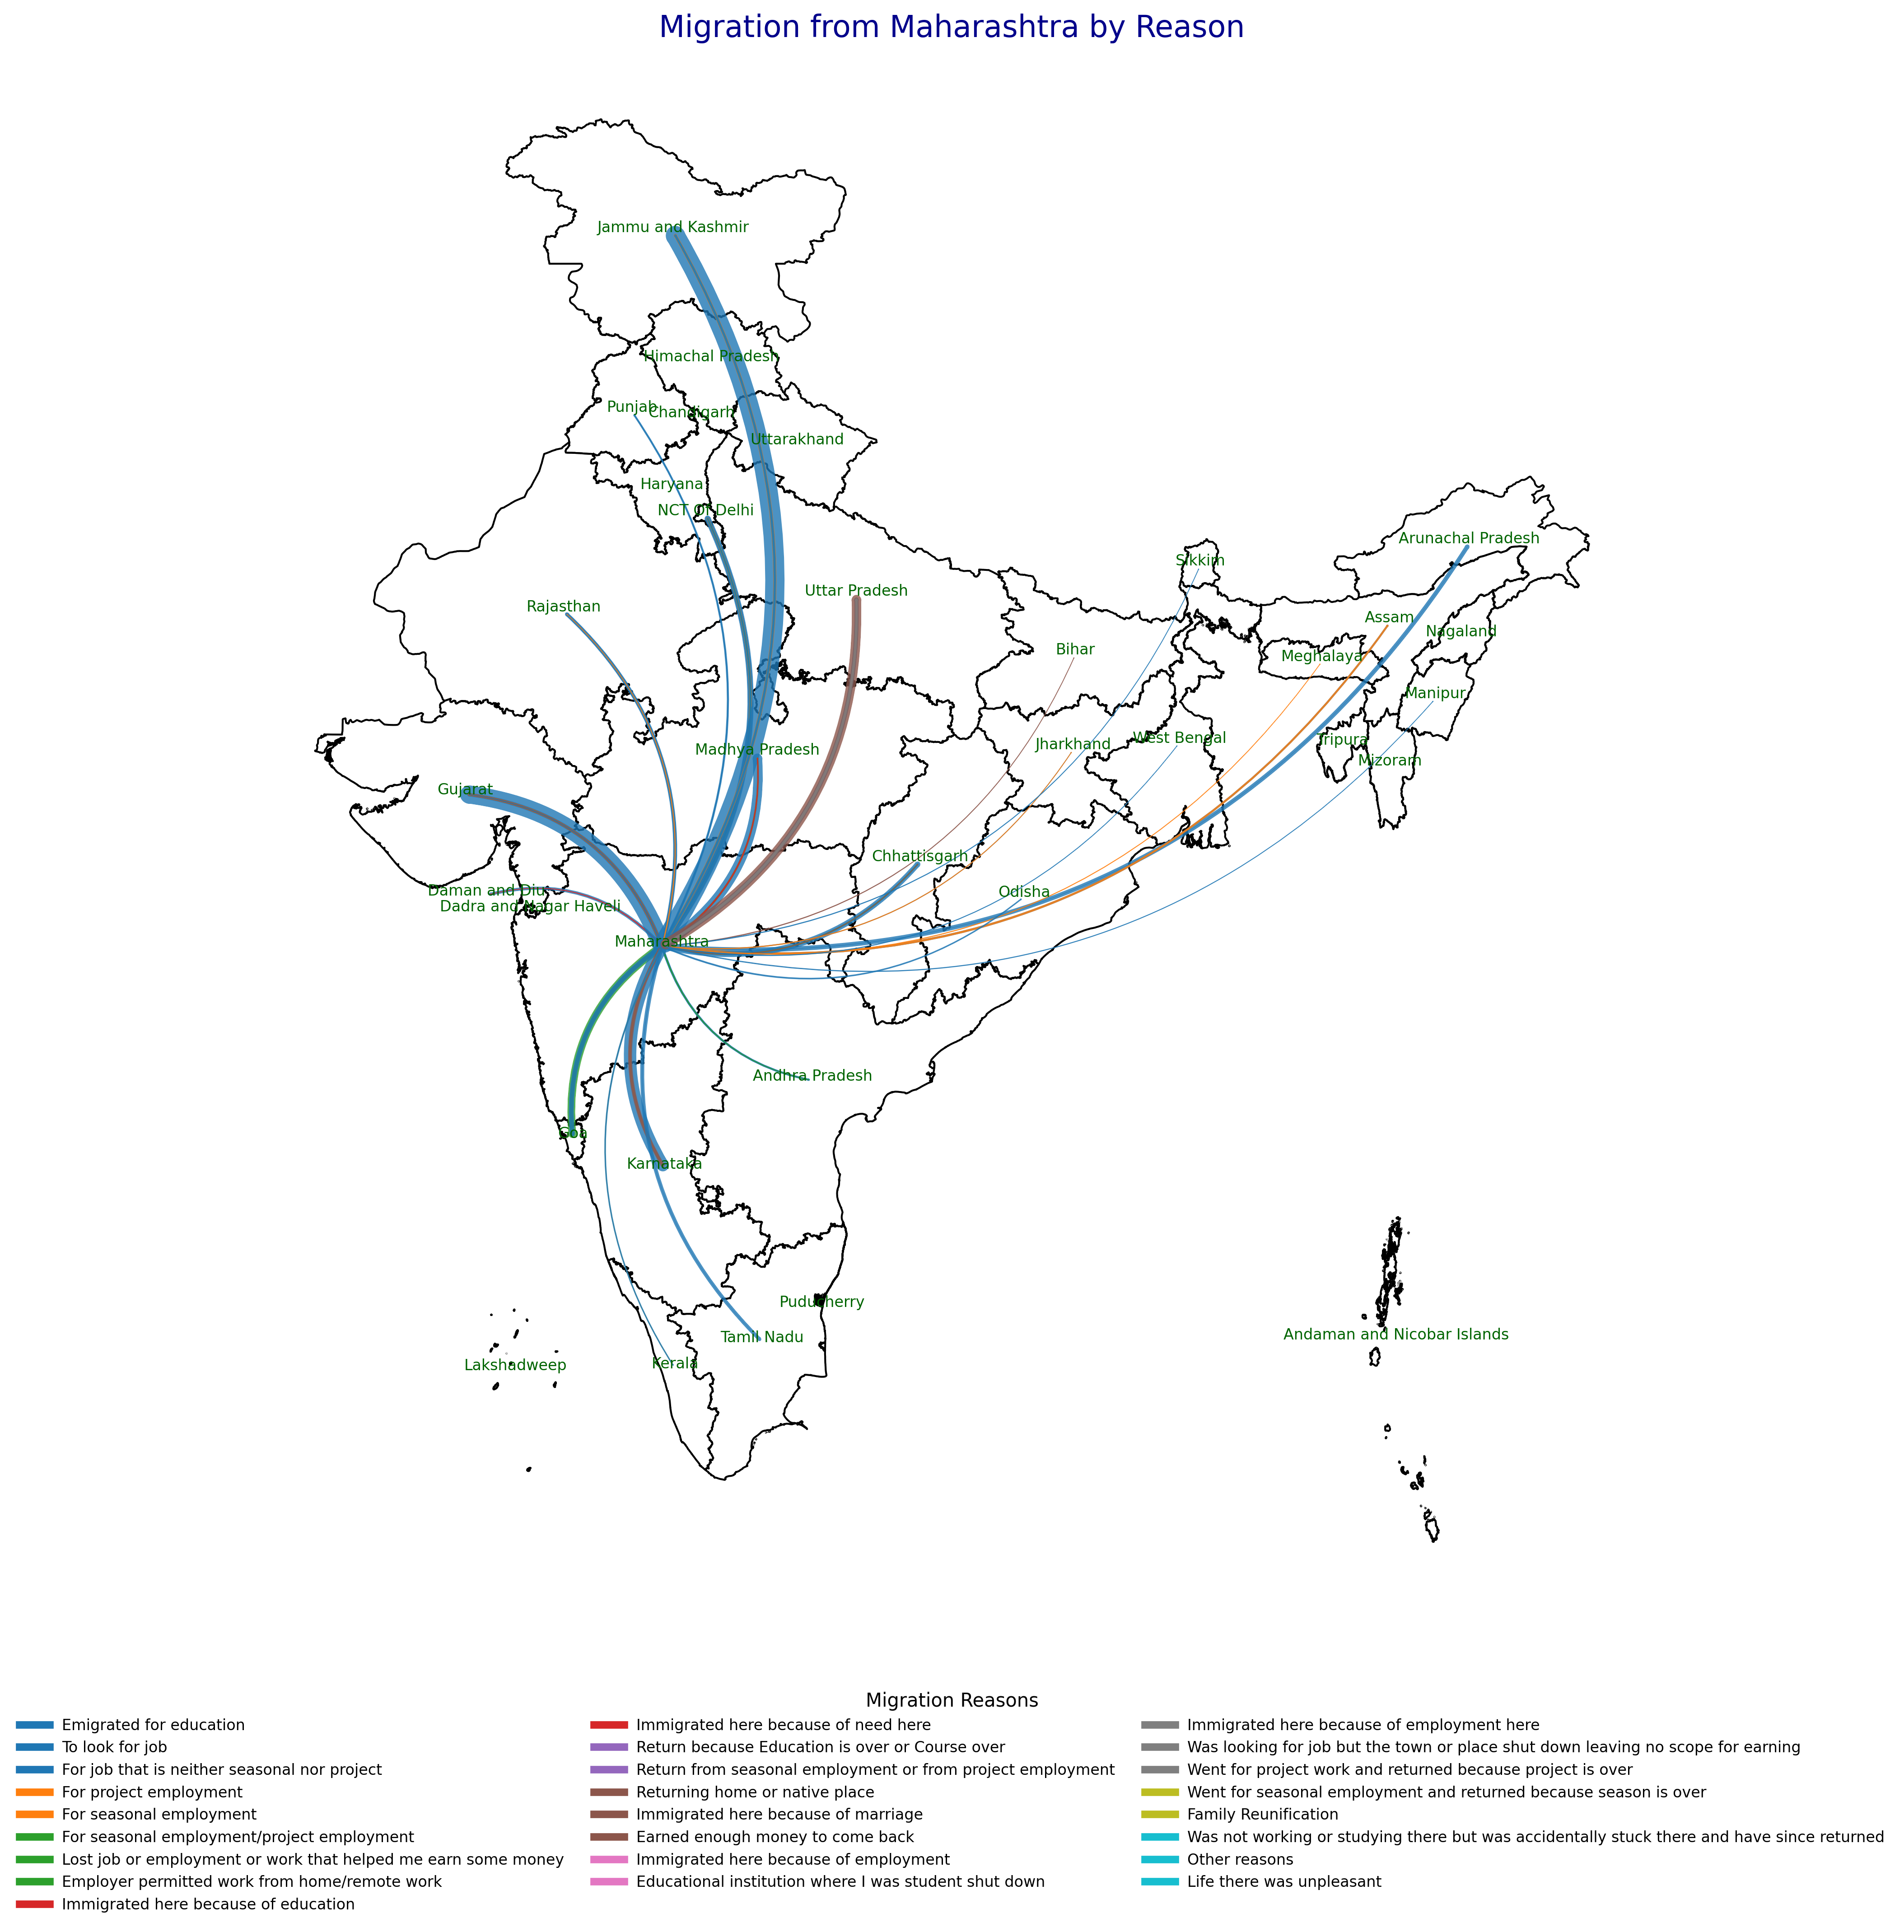 Migration from Maharashtra by Reason
Jammu and Kashmir
Himachal Pradesh
Punjab
Chandigarh
Uttarakhand
Haryana
NCT Of Delhi
Arunachal Pradesh
Sikkim
Uttar Pradesh
Rajasthan
Assam
Nagaland
Bihar
Meghalaya
Manipur
West Bengal
Tripura
Jharkhand
Madhya Pradesh
Mizoram
Gujarat
Chhattisgarh
Daman and Diu
Odisha
Dadra and Nagar Haveli
Maharashtra
Andhra Pradesh
Goa
Karnataka
Puducherry
Andaman and Nicobar Islands
Tamil Nadu
Kerala
Lakshadweep
Migration Reasons
Emigrated for education
To look for job
For job that is neither seasonal nor project
For project employment
For seasonal employment
For seasonal employment/project employment
Lost job or employment or work that helped me earn some money
Employer permitted work from home/remote work
Immigrated here because of education
Immigrated here because of need here
Return because Education is over or Course over
Return from seasonal employment or from project employment
Returning home or native place
Immigrated here because of marriage
Earned enough money to come back
Immigrated here because of employment
Educational institution where I was student shut down
Immigrated here because of employment here
Was looking for job but the town or place shut down leaving no scope for earning
Went for project work and returned because project is over
Went for seasonal employment and returned because season is over
Family Reunification
Was not working or studying there but was accidentally stuck there and have since returned
Other reasons
Life there was unpleasant